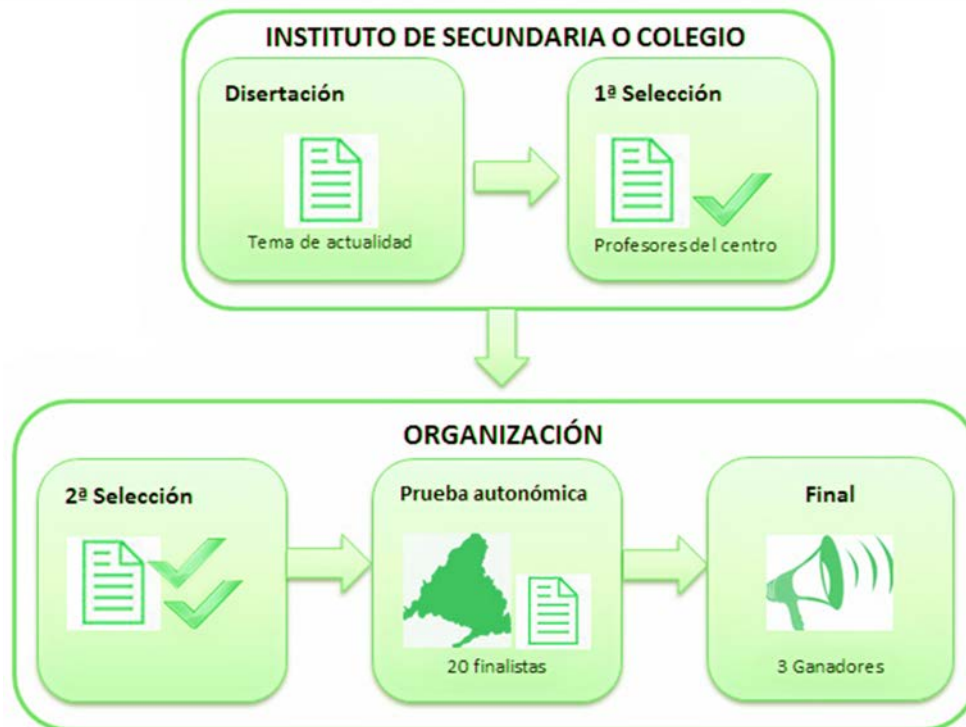 INSTITUTO DE SECUNDARIA O COLEGIO
Disertación
Tema de actualidad
1ª Selección
Profesores del centro
ORGANIZACIÓN
2ª Selección
Prueba autonómica
20 finalistas
Final
3 Ganadores